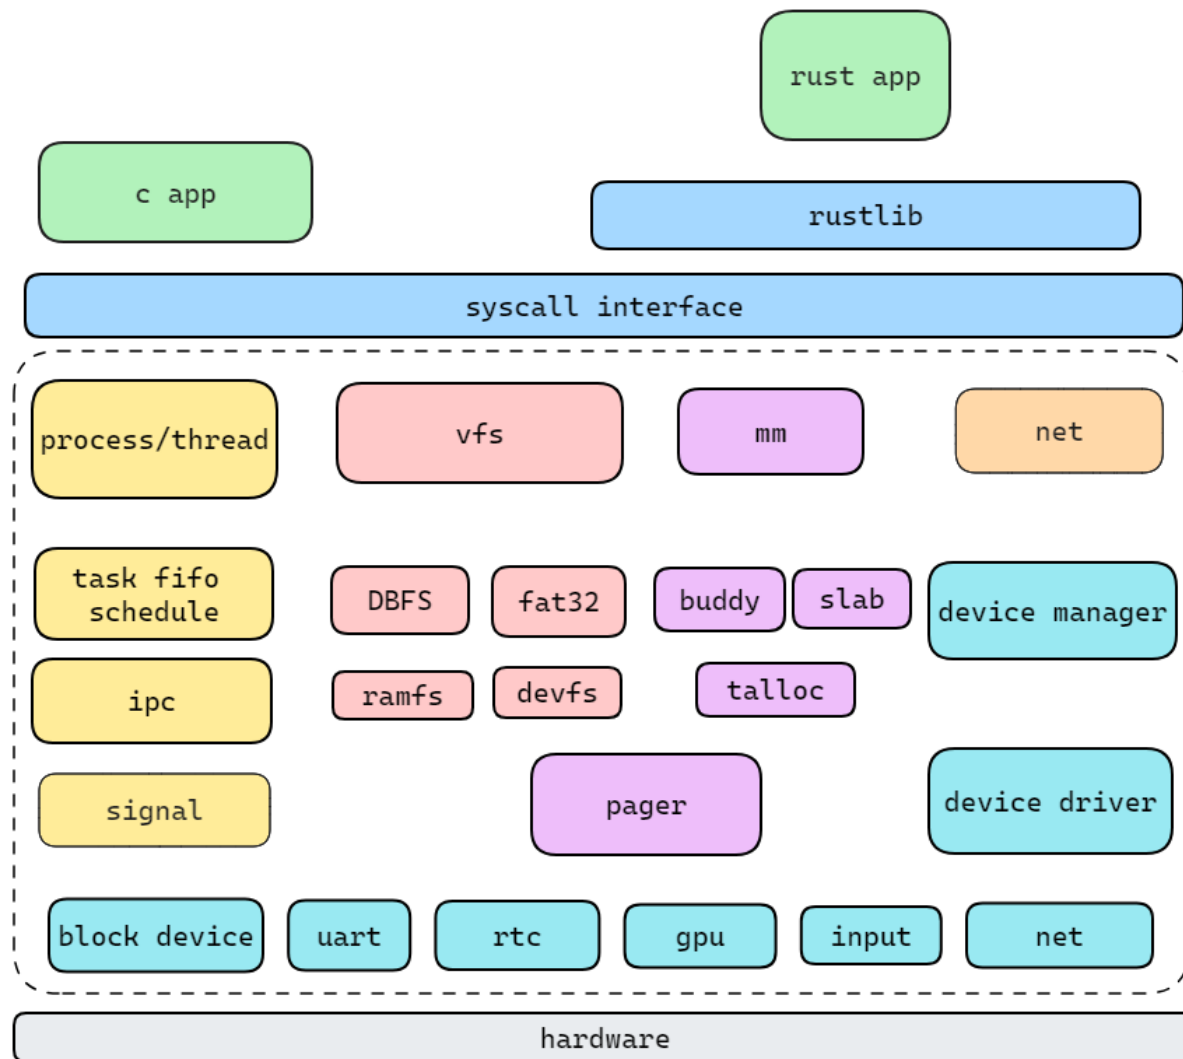 rust app
c app
rustlib
syscall interface
process/thread
vfs
mm
net
task fifo
schedule
DBFS
fat32
buddy
slab
device manager
ipc
ramfs
devfs
talloc
signal
pager
device driver
block device
uart
rtc
gpu
input
net
hardware